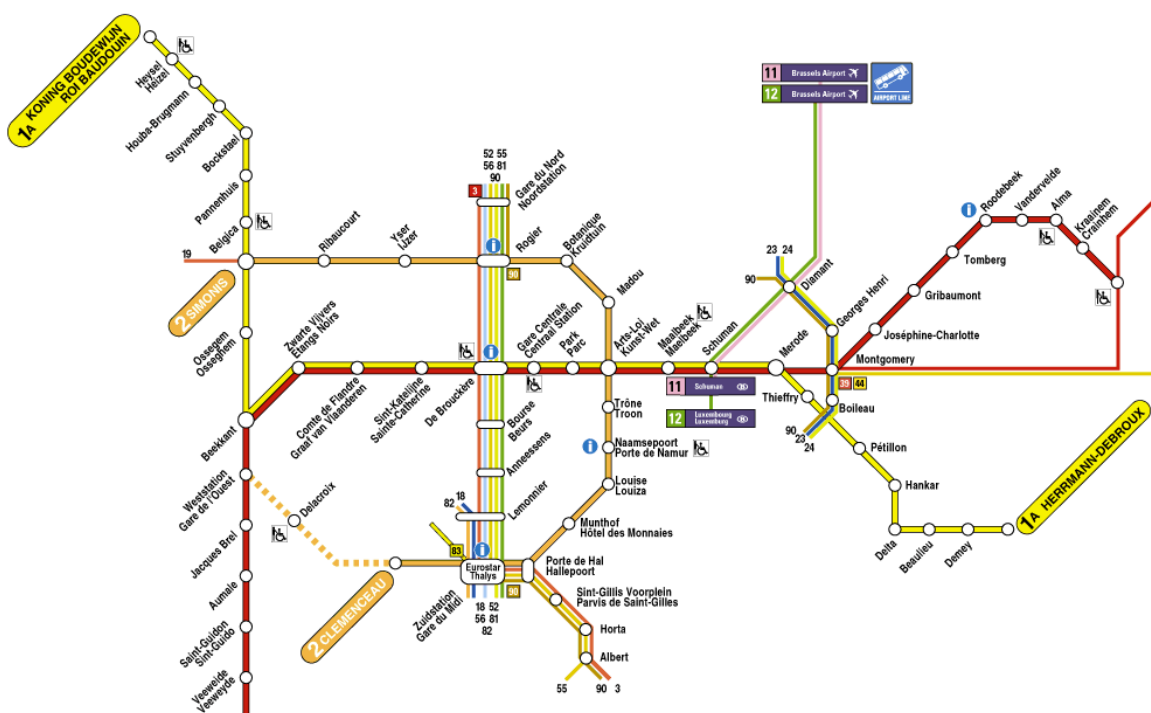 1A KONING BOUDEWIJN
ROI BAUDOUIN
Heysel
Heizel
Houba-Brugmann
Stuyvenbergh
Bockstael
Pannenhuis
Belgica
19
2 SIMONIS
Ossegem
Osseghem
Beekkant
Ribaucourt
Yser
IJzer
52 55
56 81
90
3
Gare du Nord
Noordstation
i
Rogier
90
Botanique
Kruidtuin
Madou
11 Brussels Airport
12 Brussels Airport
AIRPORT LINE
23 24
90
Diamant
Georges Henri
i
Roodebeek
Vandervelde
Alma
Kraainem
Crainhem
Tomberg
Gribaumont
Joséphine-Charlotte
Montgomery
39 44
Zwarte Vijvers
Etangs Noirs
Comte de Flandre
Graaf van Vlaanderen
Sint-Katelijne
Sainte-Catherine
De Brouckère
i
Gare Centrale
Centraal Station
Park
Parc
Arts-Loi
Kunst-Wet
Maalbeek
Maelbeek
Schuman
Merode
11 Schuman B
12 Luxembourg
Luxemburg B
Thieffry
Boileau
90
23
24
Pétillon
Hankar
Delta
Beaulieu
Demey
1A HERRMANN-DEBROUX
Trône
Troon
i
Naamsepoort
Porte de Namur
Louise
Louiza
Munthof
Hôtel des Monnaies
Bourse
Beurs
Anneessens
Lemonnier
18
82
83
i
Eurostar
Thalys
90
Porte de Hal
Hallepoort
Zuidstation
Gare du Midi
18 52
56 81
82
Sint-Gillis Voorplein
Parvis de Saint-Gilles
Horta
Albert
55
90 3
Weststation
Gare de l'Ouest
Delacroix
2 CLEMENCEAU
Jacques Brel
Aumale
Saint-Guidon
Sint-Guido
Veeweide
Veeweyde